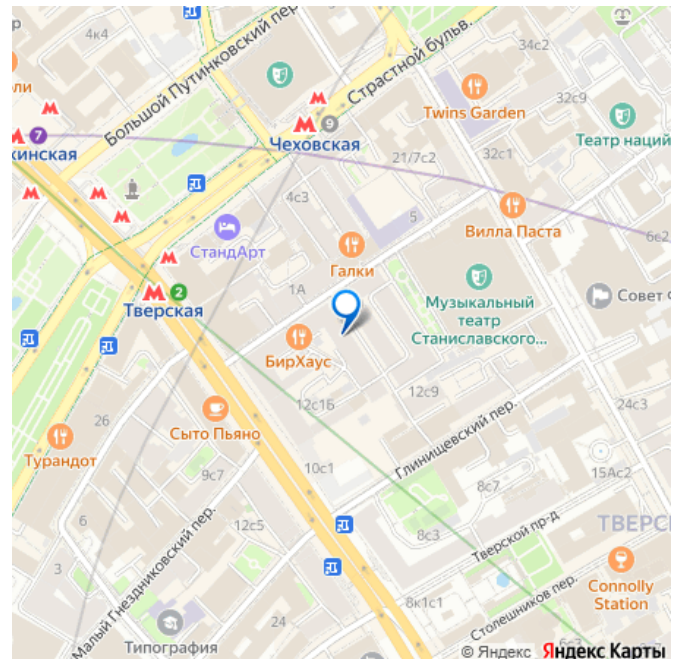 4к4
34с2
Большой Путинковский пер.
Страстной бульв.
Twins Garden
32с9
Театр наций
ли
7
кинская
9
Чеховская
21/7с2
32с1
4с3
5
Вилла Паста
6с2
СтандАрт
Галки
1А
2
Тверская
Музыкальный
театр
Станиславского...
БирХаус
12с1Б
12с9
Глинищевский пер.
24с3
26
Сыто Пьяно
Турандот
9с7
10с1
8с7
15Ас2
6
12с5
8с3
Тверской пр-д
ТВЕРС
3
Малый Гнездниковский пер.
Connolly
Station
8к1с1
Столешников пер.
Типография
6с3
© Яндекс Яндекс Карты